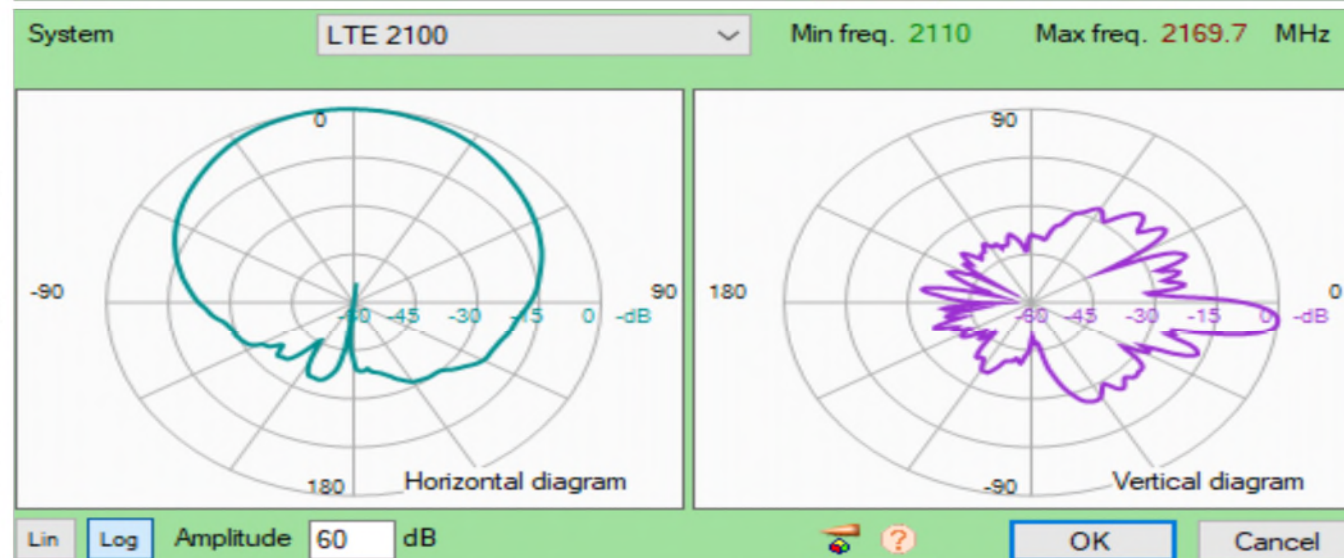 System LTE 2100 Min freq. 2110 Max freq. 2169.7 MHz
0 90
-90 90 180 0
-60 -45 -30 -15 0 -dB -60 -45 -30 -15 0 -dB
180 Horizontal diagram -90 Vertical diagram
Lin Log Amplitude 60 dB ? OK Cancel